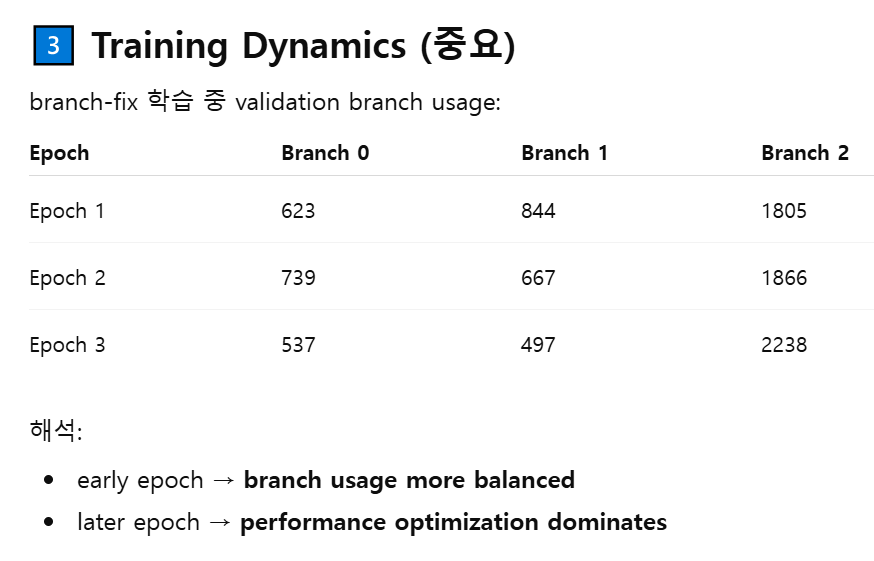 3 Training Dynamics (중요)
branch-fix 학습 중 validation branch usage:
Epoch Branch 0 Branch 1 Branch 2
Epoch 1 623 844 1805
Epoch 2 739 667 1866
Epoch 3 537 497 2238
해석:
• early epoch → branch usage more balanced
• later epoch → performance optimization dominates